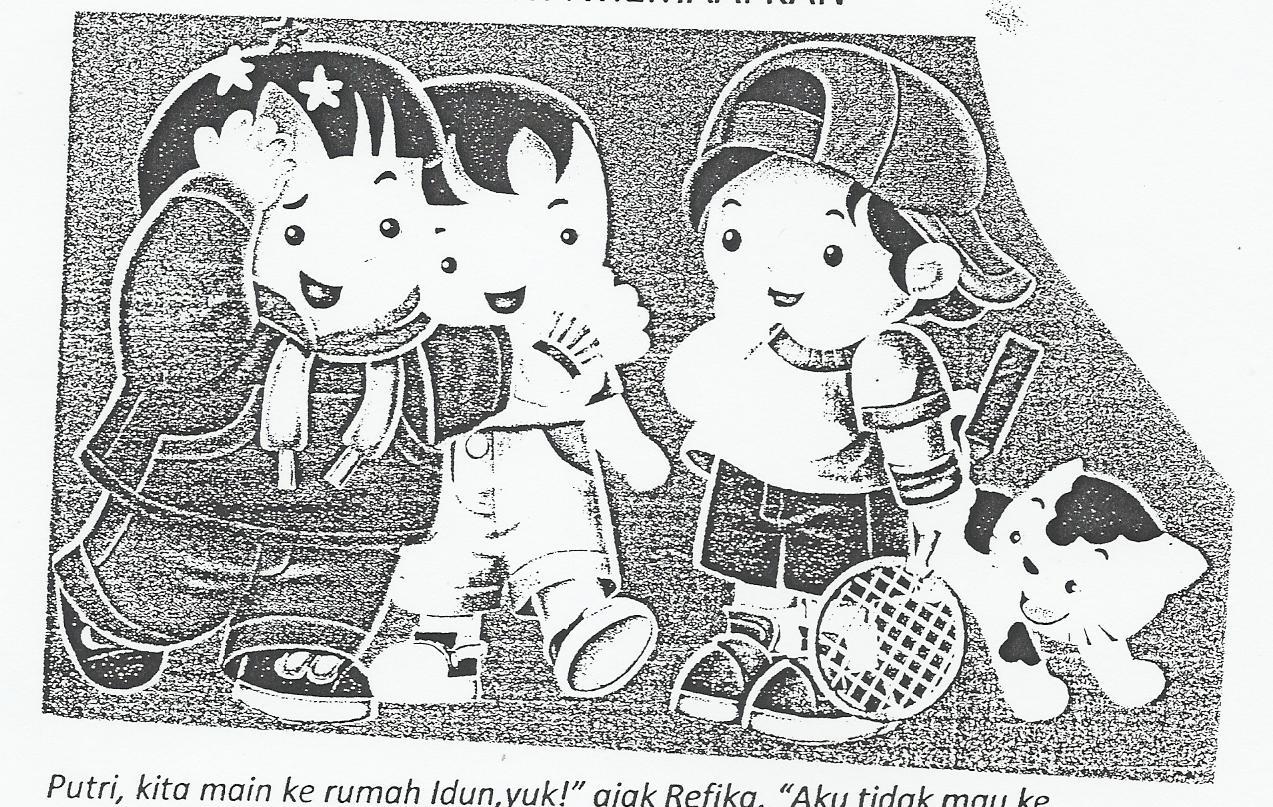 Putri, kita main ke rumah Idun,yuk!” ajak Refika. “Aku tidak mau ke